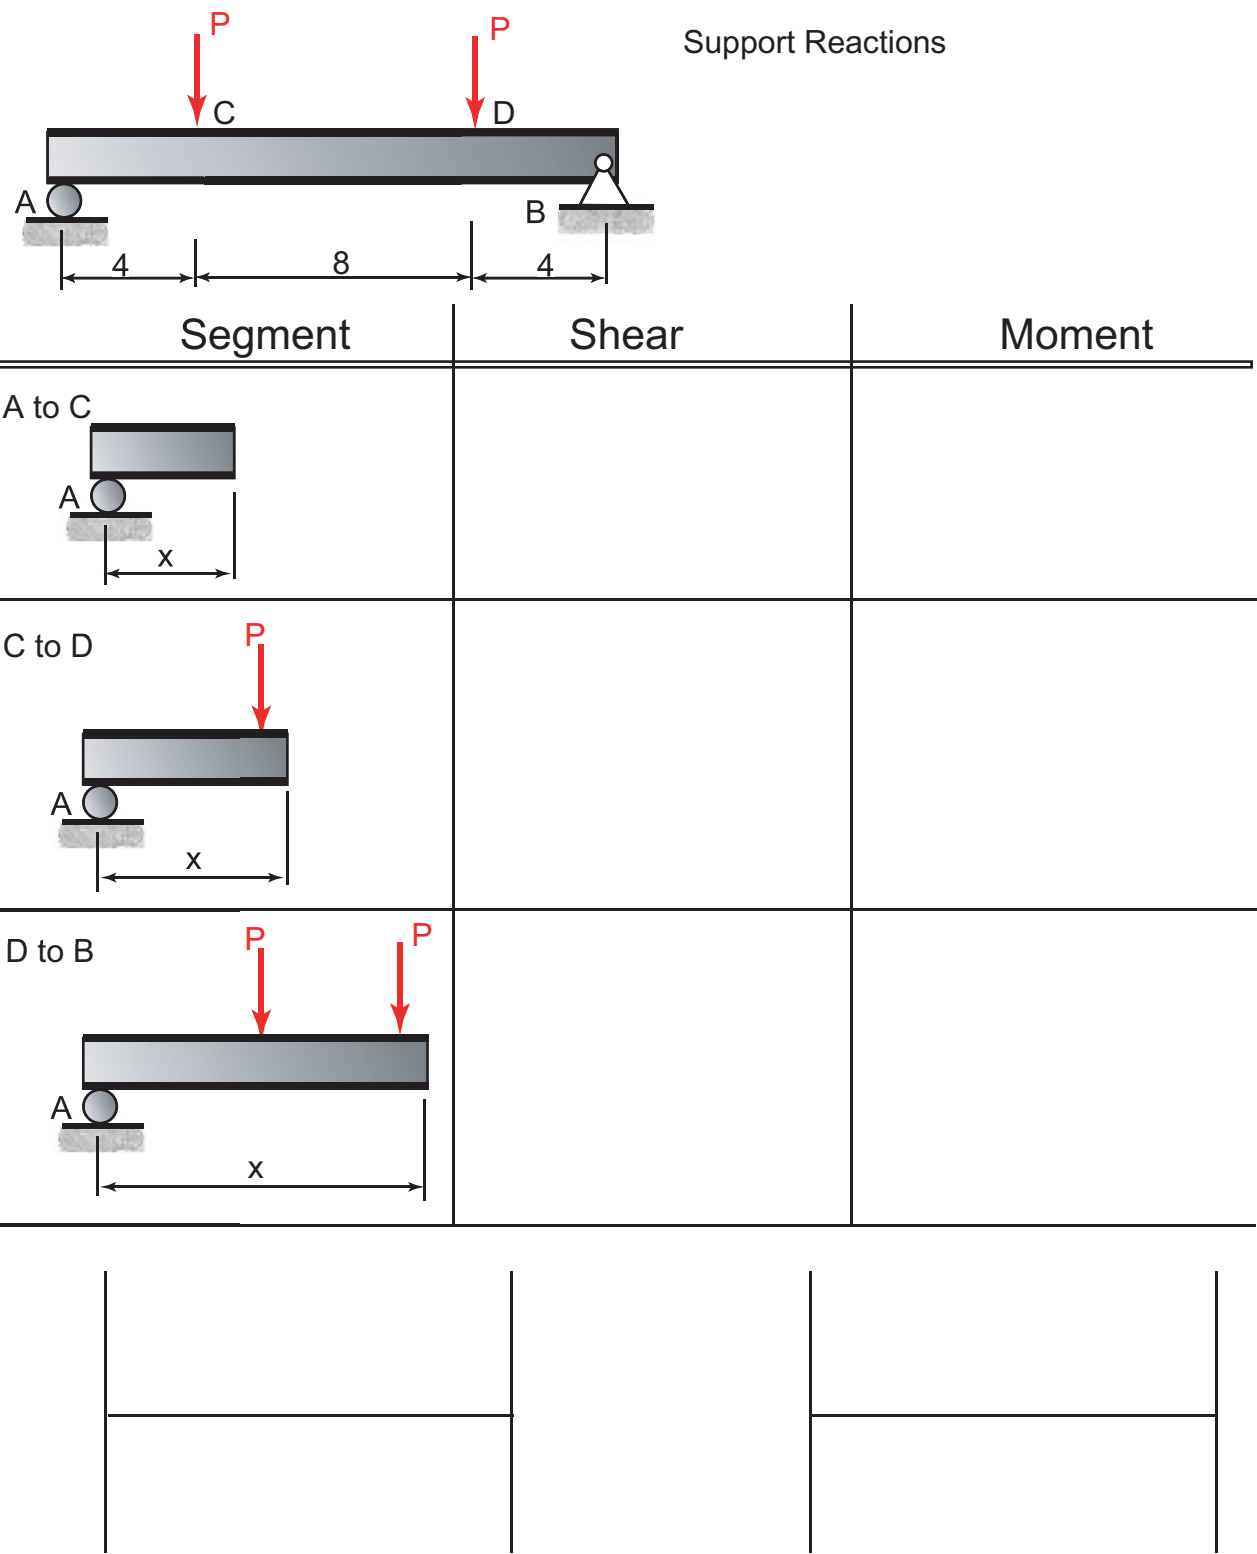 P
P
Support Reactions
C
D
A
B
4
8
4
Segment
Shear
Moment
A to C
A
x
C to D
P
A
x
D to B
P
P
A
x